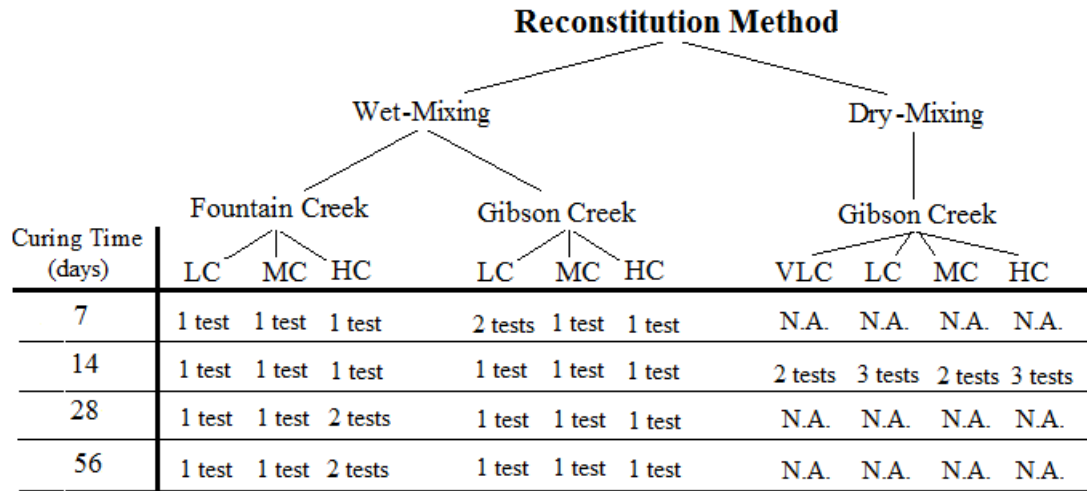 Reconstitution Method
Wet-Mixing Dry-Mixing
Fountain Creek Gibson Creek Gibson Creek
Curing Time
(days) LC MC HC LC MC HC VLC LC MC HC
7 1 test 1 test 1 test 2 tests 1 test 1 test N.A. N.A. N.A. N.A.
14 1 test 1 test 1 test 1 test 1 test 1 test 2 tests 3 tests 2 tests 3 tests
28 1 test 1 test 2 tests 1 test 1 test 1 test N.A. N.A. N.A. N.A.
56 1 test 1 test 2 tests 1 test 1 test 1 test N.A. N.A. N.A. N.A.